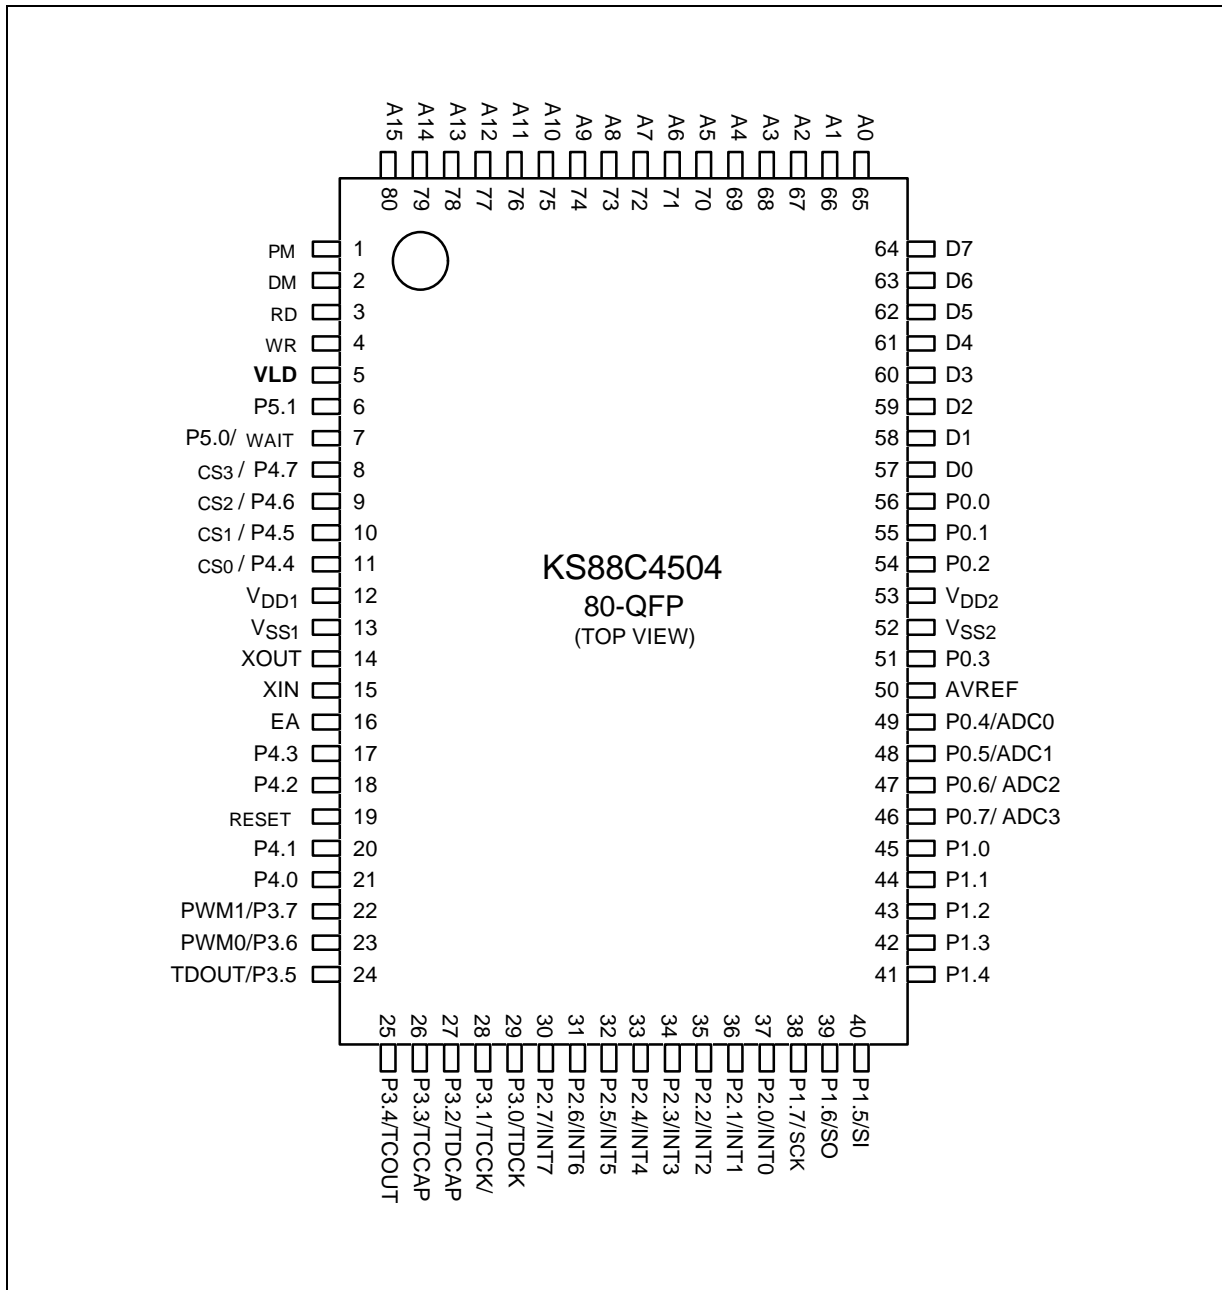 A15 A14 A13 A12 A11 A10 A9 A8 A7 A6 A5 A4 A3 A2 A1 A0
80 79 78 77 76 75 74 73 72 71 70 69 68 67 66 65
PM 1 64 D7
DM 2 63 D6
RD 3 62 D5
WR 4 61 D4
VLD 5 60 D3
P5.1 6 59 D2
P5.0/ WAIT 7 58 D1
CS3 / P4.7 8 57 D0
CS2 / P4.6 9 56 P0.0
CS1 / P4.5 10 55 P0.1
CS0 / P4.4 11 54 P0.2
VDD1 12 53 VDD2
VSS1 13 52 VSS2
XOUT 14 51 P0.3
XIN 15 50 AVREF
EA 16 49 P0.4/ADC0
P4.3 17 48 P0.5/ADC1
P4.2 18 47 P0.6/ ADC2
RESET 19 46 P0.7/ ADC3
P4.1 20 45 P1.0
P4.0 21 44 P1.1
PWM1/P3.7 22 43 P1.2
PWM0/P3.6 23 42 P1.3
TDOUT/P3.5 24 41 P1.4
KS88C4504
80-QFP
(TOP VIEW)
25 26 27 28 29 30 31 32 33 34 35 36 37 38 39 40
P3.4/TCOUT
P3.3/TCCAP
P3.2/TDCAP
P3.1/TCCK/
P3.0/TDCK
P2.7/INT7
P2.6/INT6
P2.5/INT5
P2.4/INT4
P2.3/INT3
P2.2/INT2
P2.1/INT1
P2.0/INT0
P1.7/ SCK
P1.6/SO
P1.5/SI